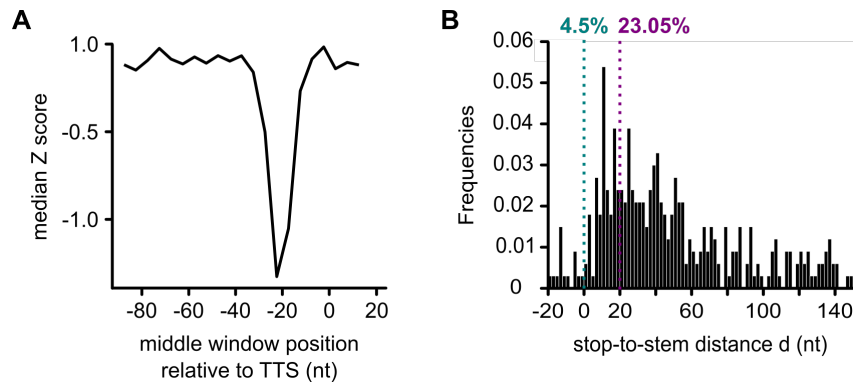 A
1.0
-0.5
-1.0
median Z score
-80 -60 -40 -20 0 20
middle window position
relative to TTS (nt)
B
4.5% 23.05%
0.06
0.05
0.04
0.03
0.02
0.01
0
Frequencies
-20 0 20 60 100 140
stop-to-stem distance d (nt)